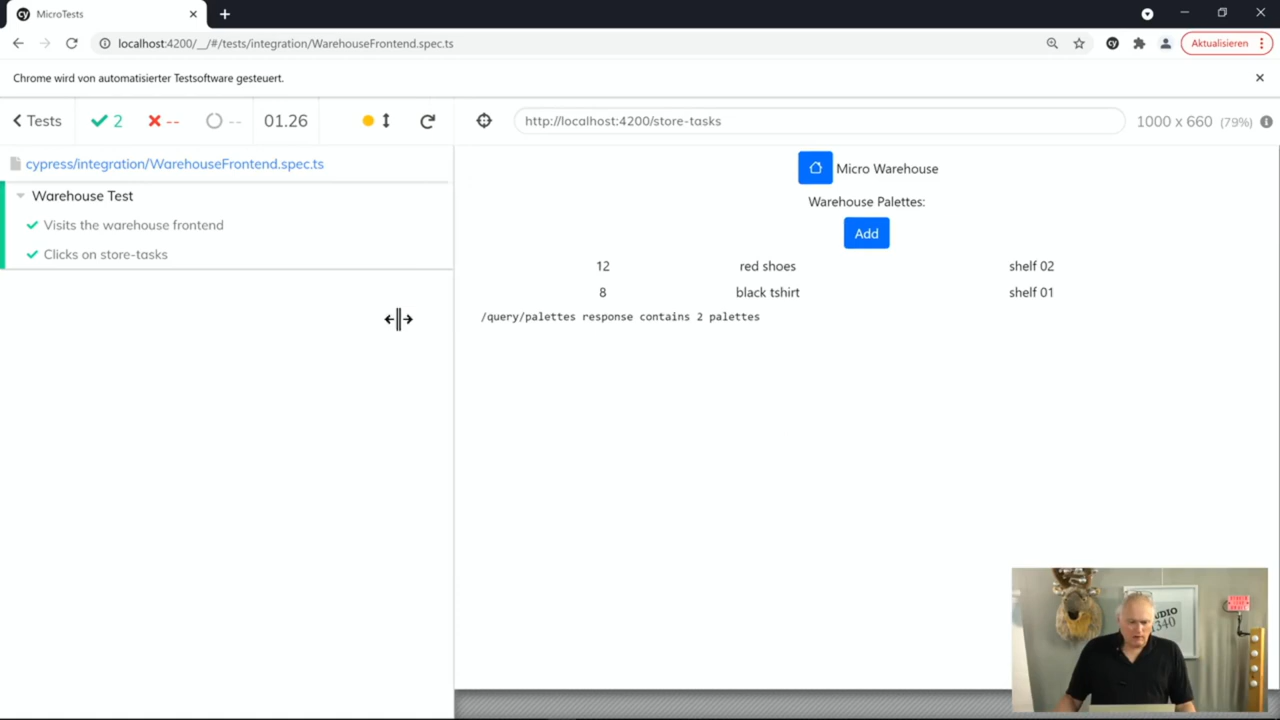 MicroTests
localhost:4200/__/#/tests/integration/WarehouseFrontend.spec.ts
Aktualisieren
Chrome wird von automatisierter Testsoftware gesteuert.
Tests 2 -- -- 01.26
http://localhost:4200/store-tasks
1000 x 660 (79%)
cypress/integration/WarehouseFrontend.spec.ts
Warehouse Test
Visits the warehouse frontend
Clicks on store-tasks
Micro Warehouse
Warehouse Palettes:
Add
12 red shoes shelf 02
8 black tshirt shelf 01
/query/palettes response contains 2 palettes
1340